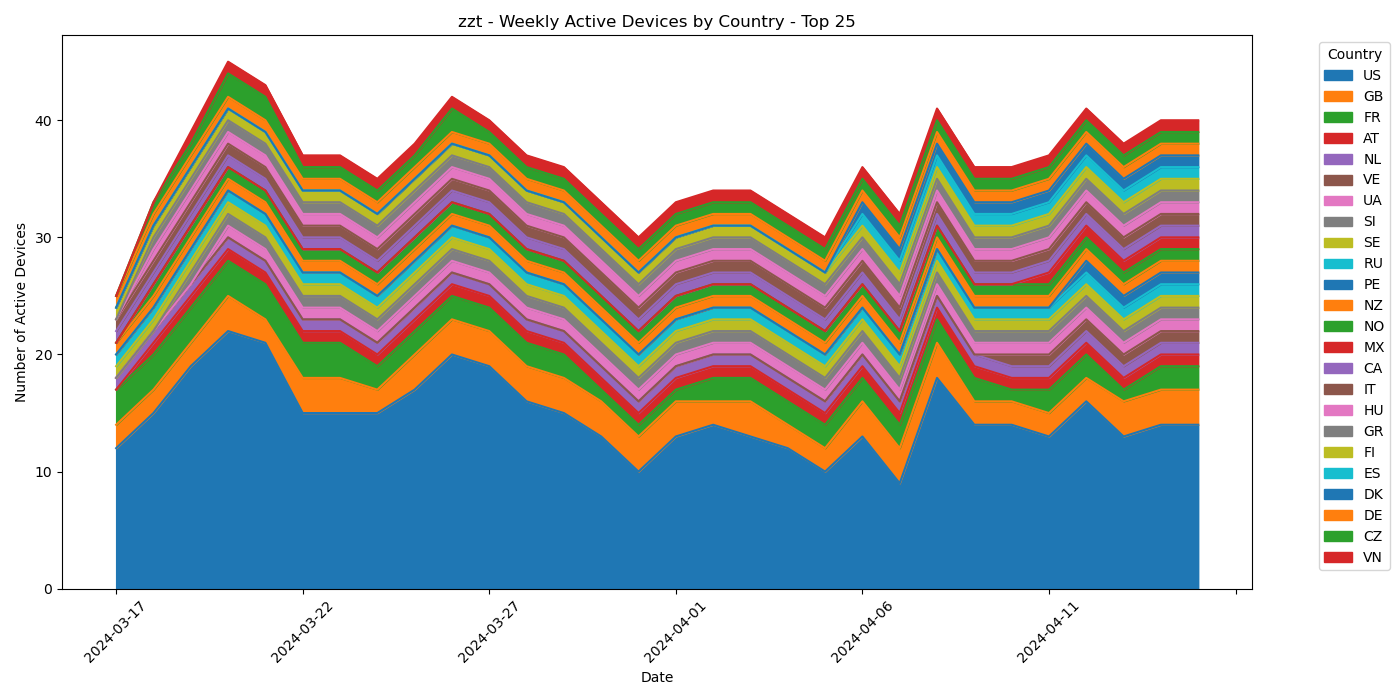 zzt - Weekly Active Devices by Country - Top 25
Number of Active Devices
40
30
20
10
0
2024-03-17
2024-03-22
2024-03-27
2024-04-01
2024-04-06
2024-04-11
Date
Country
US
GB
FR
AT
NL
VE
UA
SI
SE
RU
PE
NZ
NO
MX
CA
IT
HU
GR
FI
ES
DK
DE
CZ
VN